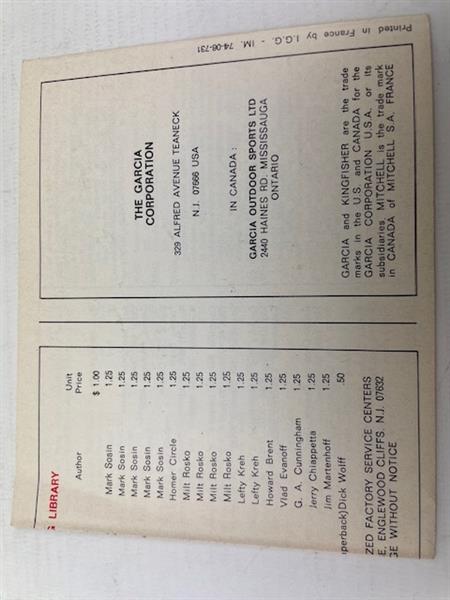 G LIBRARY
Author Unit Price
$ 1.00
Mark Sosin 1.25
Mark Sosin 1.25
Mark Sosin 1.25
Mark Sosin 1.25
Mark Sosin 1.25
Homer Circle 1.25
Milt Rosko 1.25
Milt Rosko 1.25
Milt Rosko 1.25
Milt Rosko 1.25
Lefty Kreh 1.25
Lefty Kreh 1.25
Howard Brent 1.25
Vlad Evanoff 1.25
G. A. Cunningham 1.25
Jerry Chiappetta 1.25
Jim Martenhoff 1.25
aperback) Dick Wolff .50
ZED FACTORY SERVICE CENTERS
E, ENGLEWOOD CLIFFS. N.J. 07632
GE WITHOUT NOTICE
THE GARCIA
CORPORATION
329 ALFRED AVENUE TEANECK
N.J. 07666 USA
IN CANADA :
GARCIA OUTDOOR SPORTS LTD
2440 HAINES RD, MISSISSAUGA
ONTARIO
GARCIA and KINGFISHER are the trade
marks in the U.S. and CANADA for the
GARCIA CORPORATION U.S.A. or its
subsidiaries. MITCHELL is the trade mark
in CANADA of MITCHELL S.A. FRANCE
Printed in France by I.G.G. - IM. 74-06-731